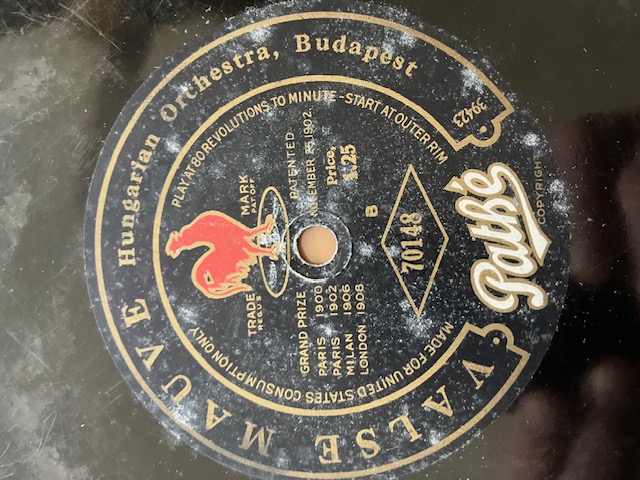 Pathé
COPYRIGHT
VALSE MAUVE Hungarian Orchestra, Budapest
39423
MADE FOR UNITED STATES CONSUMPTION ONLY
PLAY AT 80 REVOLUTIONS TO MINUTE - START AT OUTER RIM
TRADE MARK
REG US PAT OFF
GRAND PRIZE
PARIS 1900
PARIS 1902
MILAN 1906
LONDON 1908
PATENTED
NOVEMBER 25, 1902.
Price,
1/25
B
70148